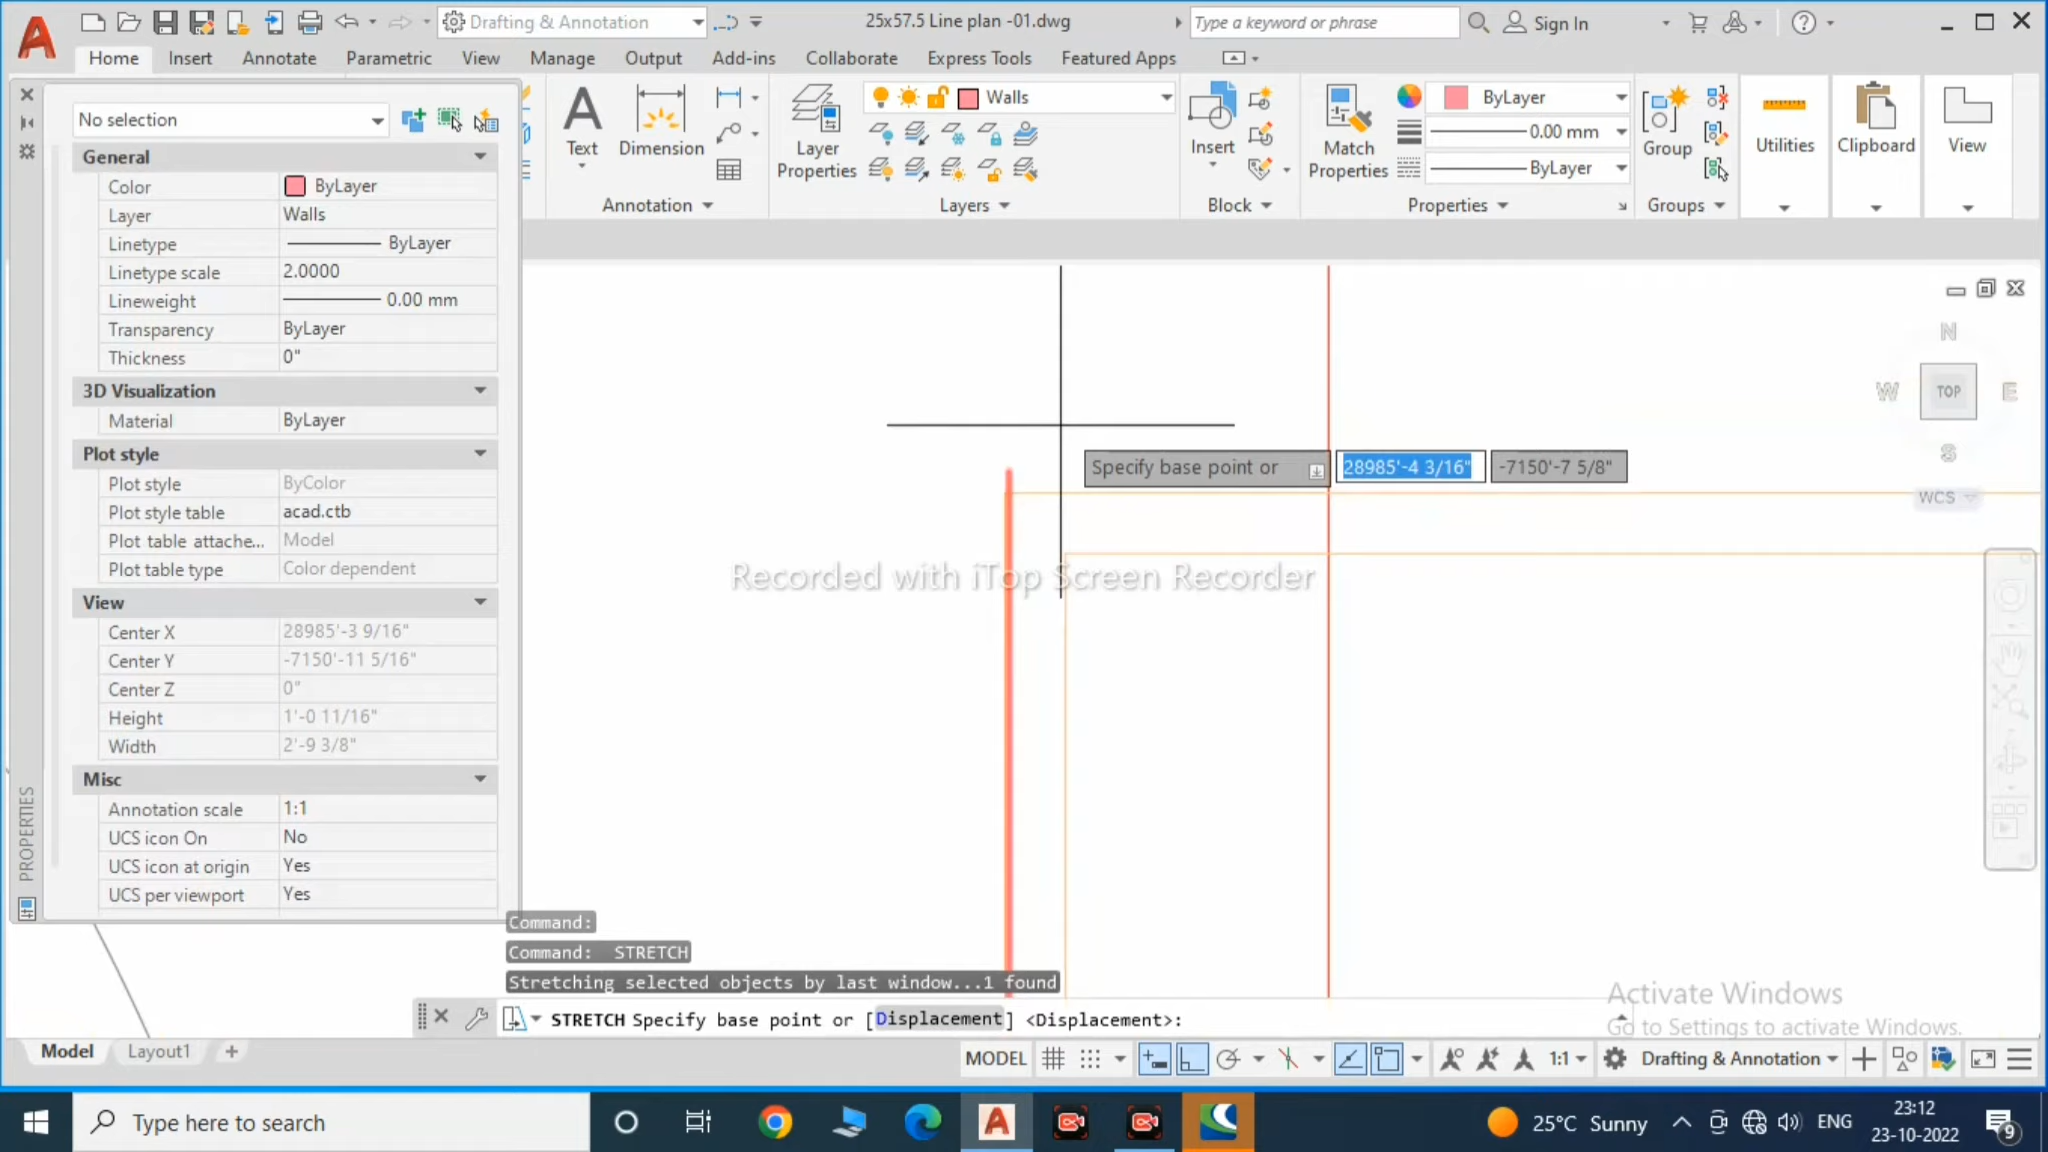 Drafting & Annotation
25x57.5 Line plan -01.dwg
Type a keyword or phrase
Sign In
Home
Insert
Annotate
Parametric
View
Manage
Output
Add-ins
Collaborate
Express Tools
Featured Apps
Text
Dimension
Annotation
Layer Properties
Walls
Layers
Insert
Block
Match Properties
ByLayer
0.00 mm
ByLayer
Properties
Group
Groups
Utilities
Clipboard
View
No selection
General
Color ByLayer
Layer Walls
Linetype ByLayer
Linetype scale 2.0000
Lineweight 0.00 mm
Transparency ByLayer
Thickness 0"
3D Visualization
Material ByLayer
Plot style
Plot style ByColor
Plot style table acad.ctb
Plot table attache... Model
Plot table type Color dependent
View
Center X 28985'-3 9/16"
Center Y -7150'-11 5/16"
Center Z 0"
Height 1'-0 11/16"
Width 2'-9 3/8"
Misc
Annotation scale 1:1
UCS icon On No
UCS icon at origin Yes
UCS per viewport Yes
PROPERTIES
N
W TOP E
S
WCS
Specify base point or 28985'-4 3/16" -7150'-7 5/8"
Recorded with iTop Screen Recorder
Command:
Command: STRETCH
Stretching selected objects by last window...1 found
STRETCH Specify base point or [Displacement] <Displacement>:
Activate Windows
Go to Settings to activate Windows.
Model
Layout1
MODEL
1:1
Drafting & Annotation
Type here to search
25°C Sunny
ENG
23:12
23-10-2022
9